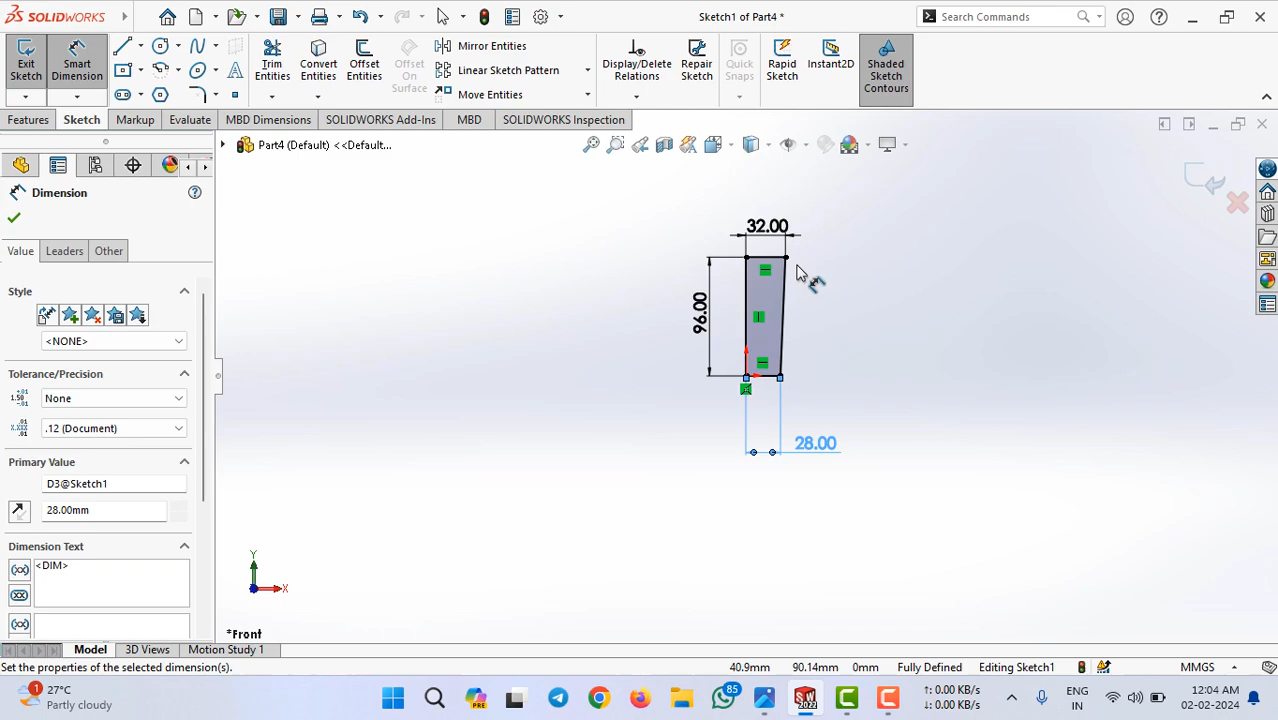 SOLIDWORKS
Sketch1 of Part4 *
Search Commands
Exit Sketch
Smart Dimension
Trim Entities
Convert Entities
Offset Entities
Offset On Surface
Mirror Entities
Linear Sketch Pattern
Move Entities
Display/Delete Relations
Repair Sketch
Quick Snaps
Rapid Sketch
Instant2D
Shaded Sketch Contours
Features
Sketch
Markup
Evaluate
MBD Dimensions
SOLIDWORKS Add-Ins
MBD
SOLIDWORKS Inspection
Part4 (Default) <<Default...
Dimension
Value
Leaders
Other
Style
<NONE>
Tolerance/Precision
None
.12 (Document)
Primary Value
D3@Sketch1
28.00mm
Dimension Text
<DIM>
32.00
96.00
28.00
Y
X
*Front
Model
3D Views
Motion Study 1
Set the properties of the selected dimension(s).
40.9mm
90.14mm
0mm
Fully Defined
Editing Sketch1
MMGS
1
27°C
Partly cloudy
PRE
85
SW
2022
↑: 0.00 KB/s
↓: 0.00 KB/s
ENG
IN
12:04 AM
02-02-2024